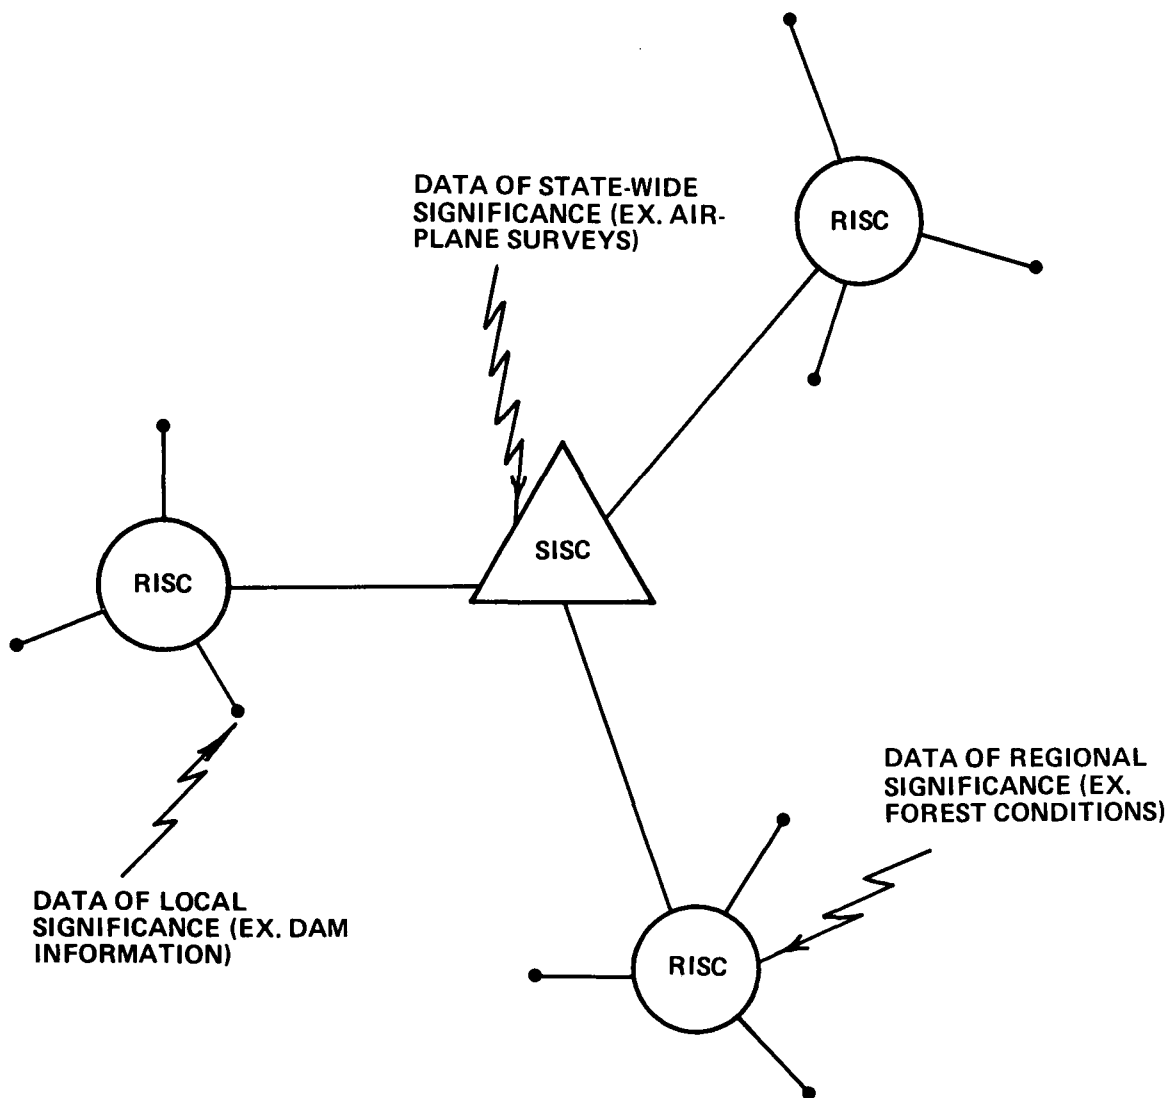 DATA OF STATE-WIDE
SIGNIFICANCE (EX. AIR-
PLANE SURVEYS)
RISC
SISC
RISC
DATA OF REGIONAL
SIGNIFICANCE (EX.
FOREST CONDITIONS)
DATA OF LOCAL
SIGNIFICANCE (EX. DAM
INFORMATION)
RISC